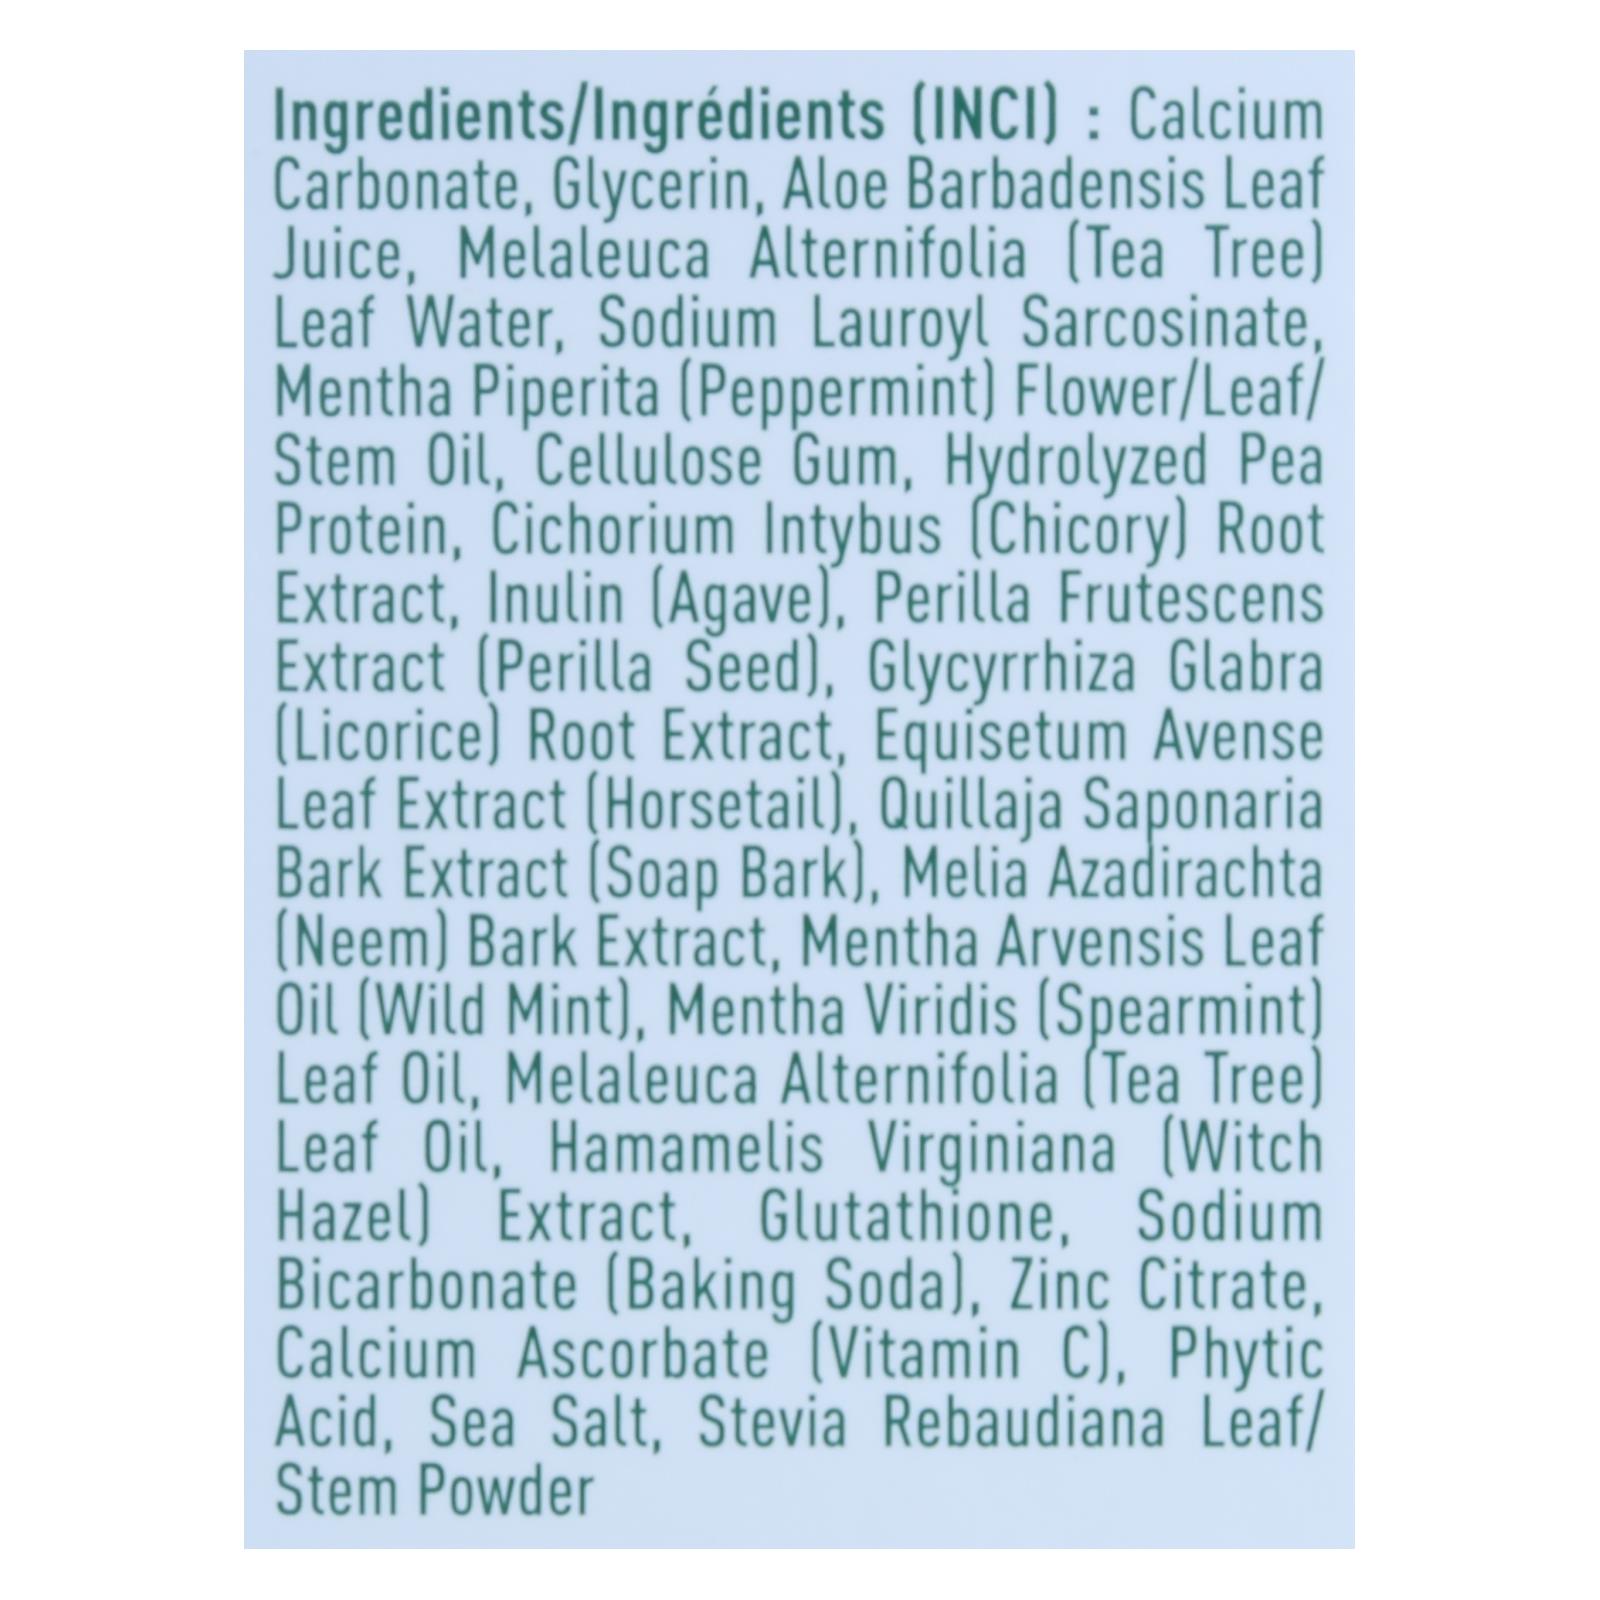 Ingredients/Ingrédients (INCI) : Calcium
Carbonate, Glycerin, Aloe Barbadensis Leaf
Juice, Melaleuca Alternifolia (Tea Tree)
Leaf Water, Sodium Lauroyl Sarcosinate,
Mentha Piperita (Peppermint) Flower/Leaf/
Stem Oil, Cellulose Gum, Hydrolyzed Pea
Protein, Cichorium Intybus (Chicory) Root
Extract, Inulin (Agave), Perilla Frutescens
Extract (Perilla Seed), Glycyrrhiza Glabra
(Licorice) Root Extract, Equisetum Avense
Leaf Extract (Horsetail), Quillaja Saponaria
Bark Extract (Soap Bark), Melia Azadirachta
(Neem) Bark Extract, Mentha Arvensis Leaf
Oil (Wild Mint), Mentha Viridis (Spearmint)
Leaf Oil, Melaleuca Alternifolia (Tea Tree)
Leaf Oil, Hamamelis Virginiana (Witch
Hazel) Extract, Glutathione, Sodium
Bicarbonate (Baking Soda), Zinc Citrate,
Calcium Ascorbate (Vitamin C), Phytic
Acid, Sea Salt, Stevia Rebaudiana Leaf/
Stem Powder